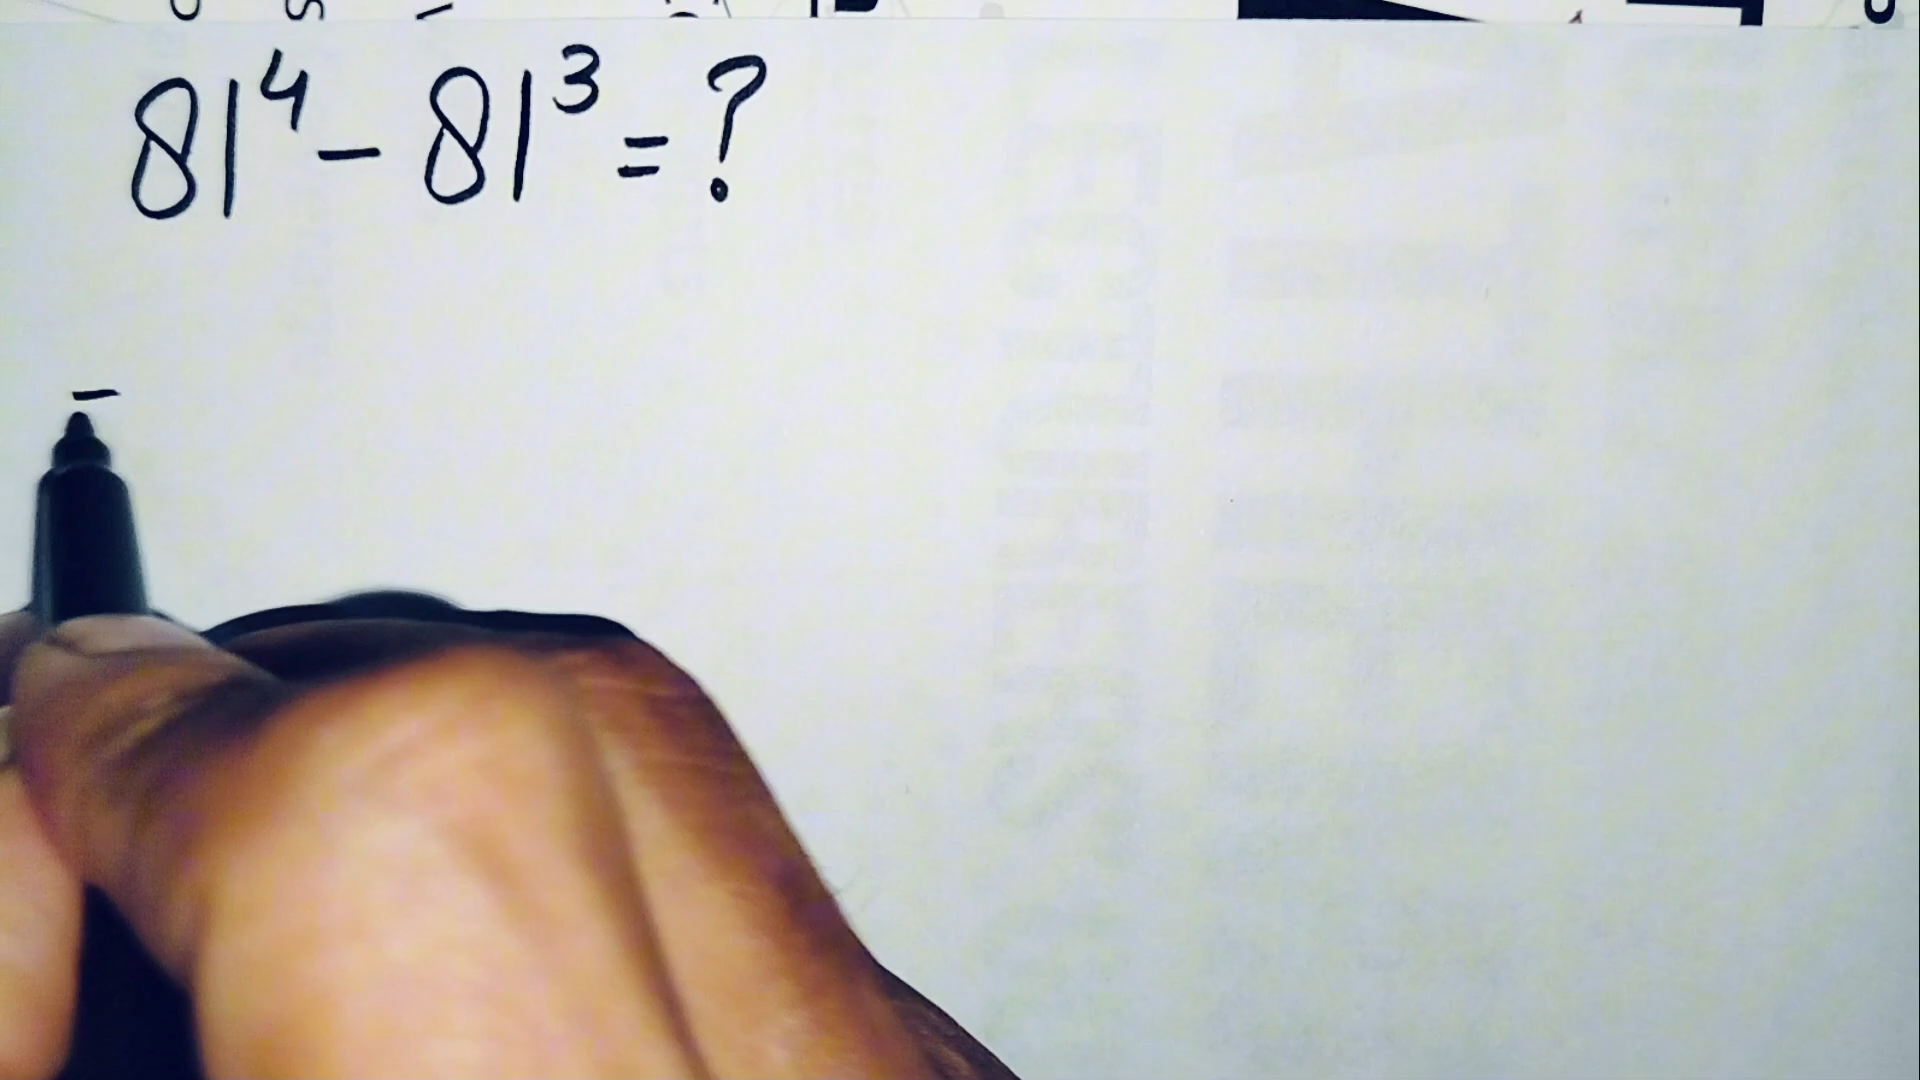 81⁴ - 81³ = ?
-